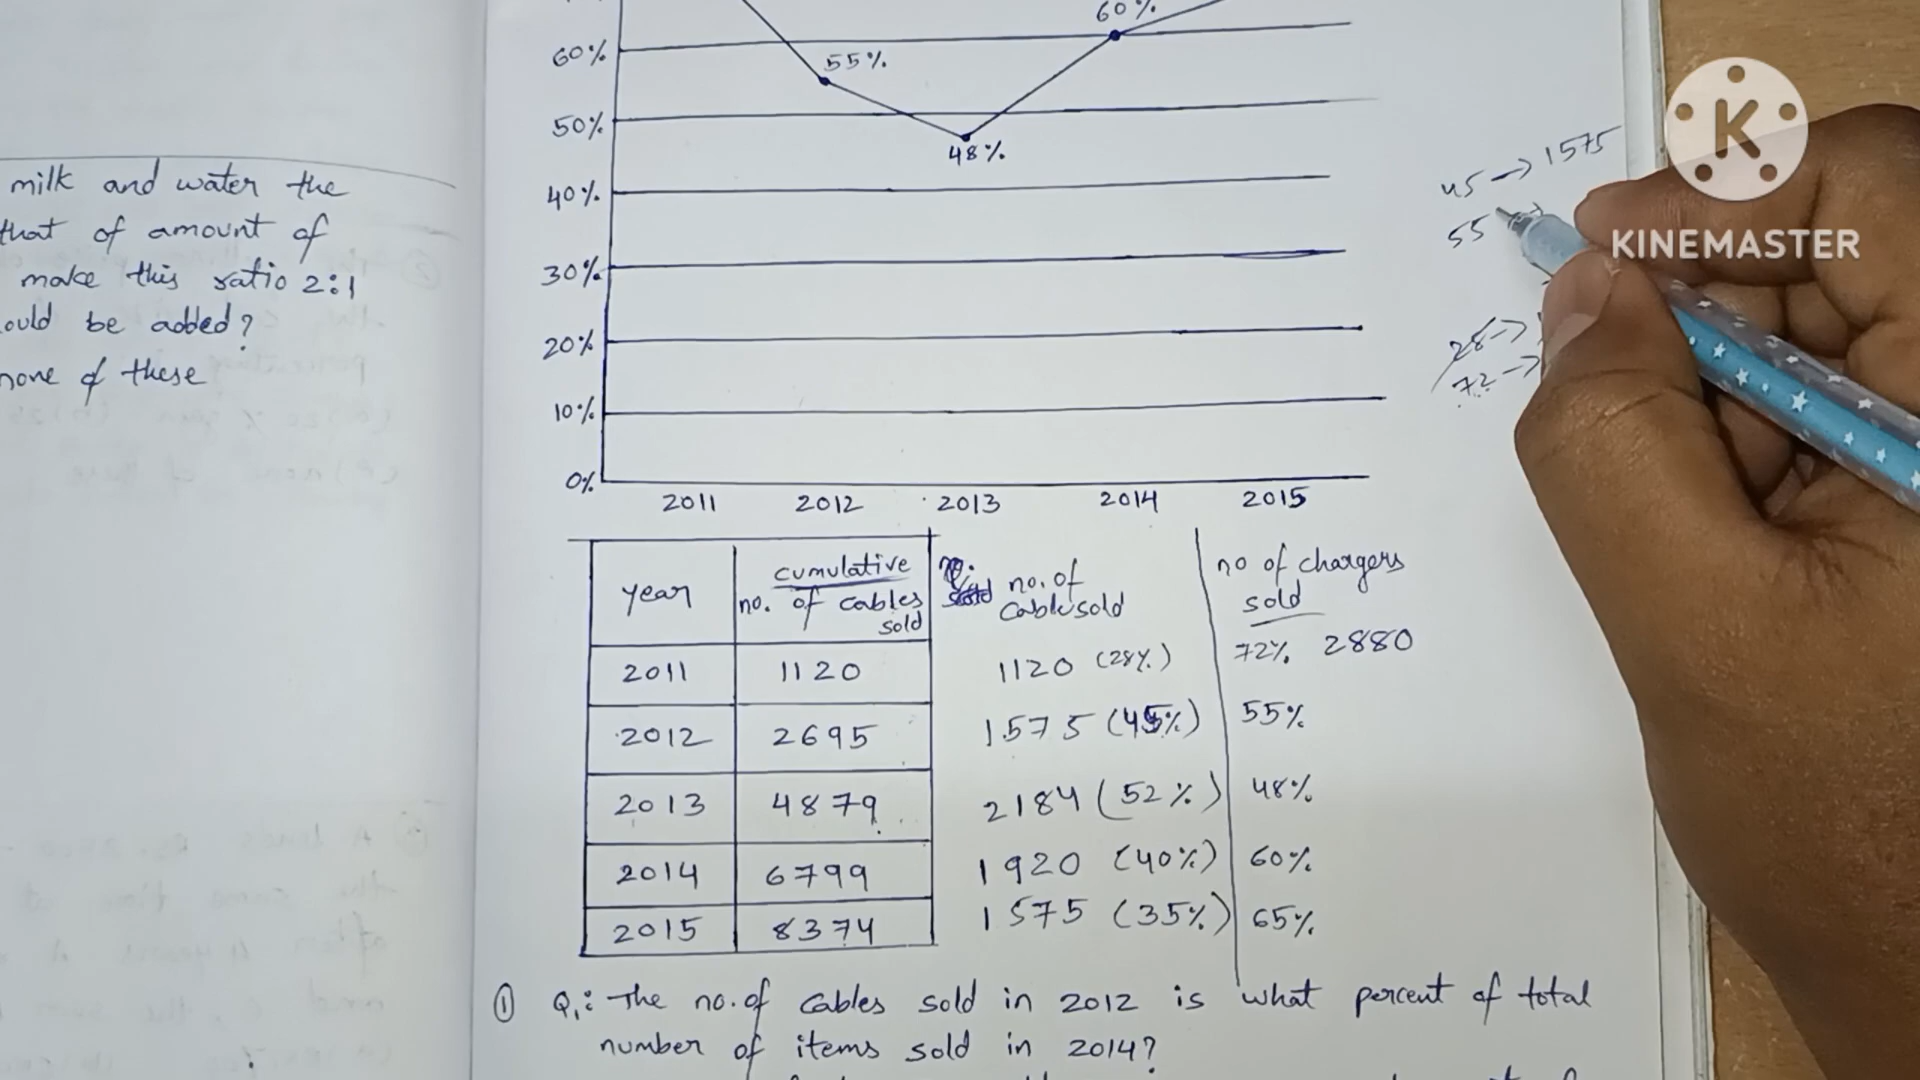 milk and water the
that of amount of
make this ratio 2:1
ould be added?
none of these
60%
60%
55%
50%
48%
40%
30%
20%
10%
0%
2011 2012 2013 2014 2015
45 → 1575
55
28 →
72 →
K
KINEMASTER
year cumulative no. of cables sold no. of cable sold no of chargers sold
2011 1120 1120 (28%) 72% 2880
2012 2695 1575 (45%) 55%
2013 4879 2184 (52%) 48%
2014 6799 1920 (40%) 60%
2015 8374 1575 (35%) 65%
① Q1: The no. of cables sold in 2012 is what percent of total
number of items sold in 2014?